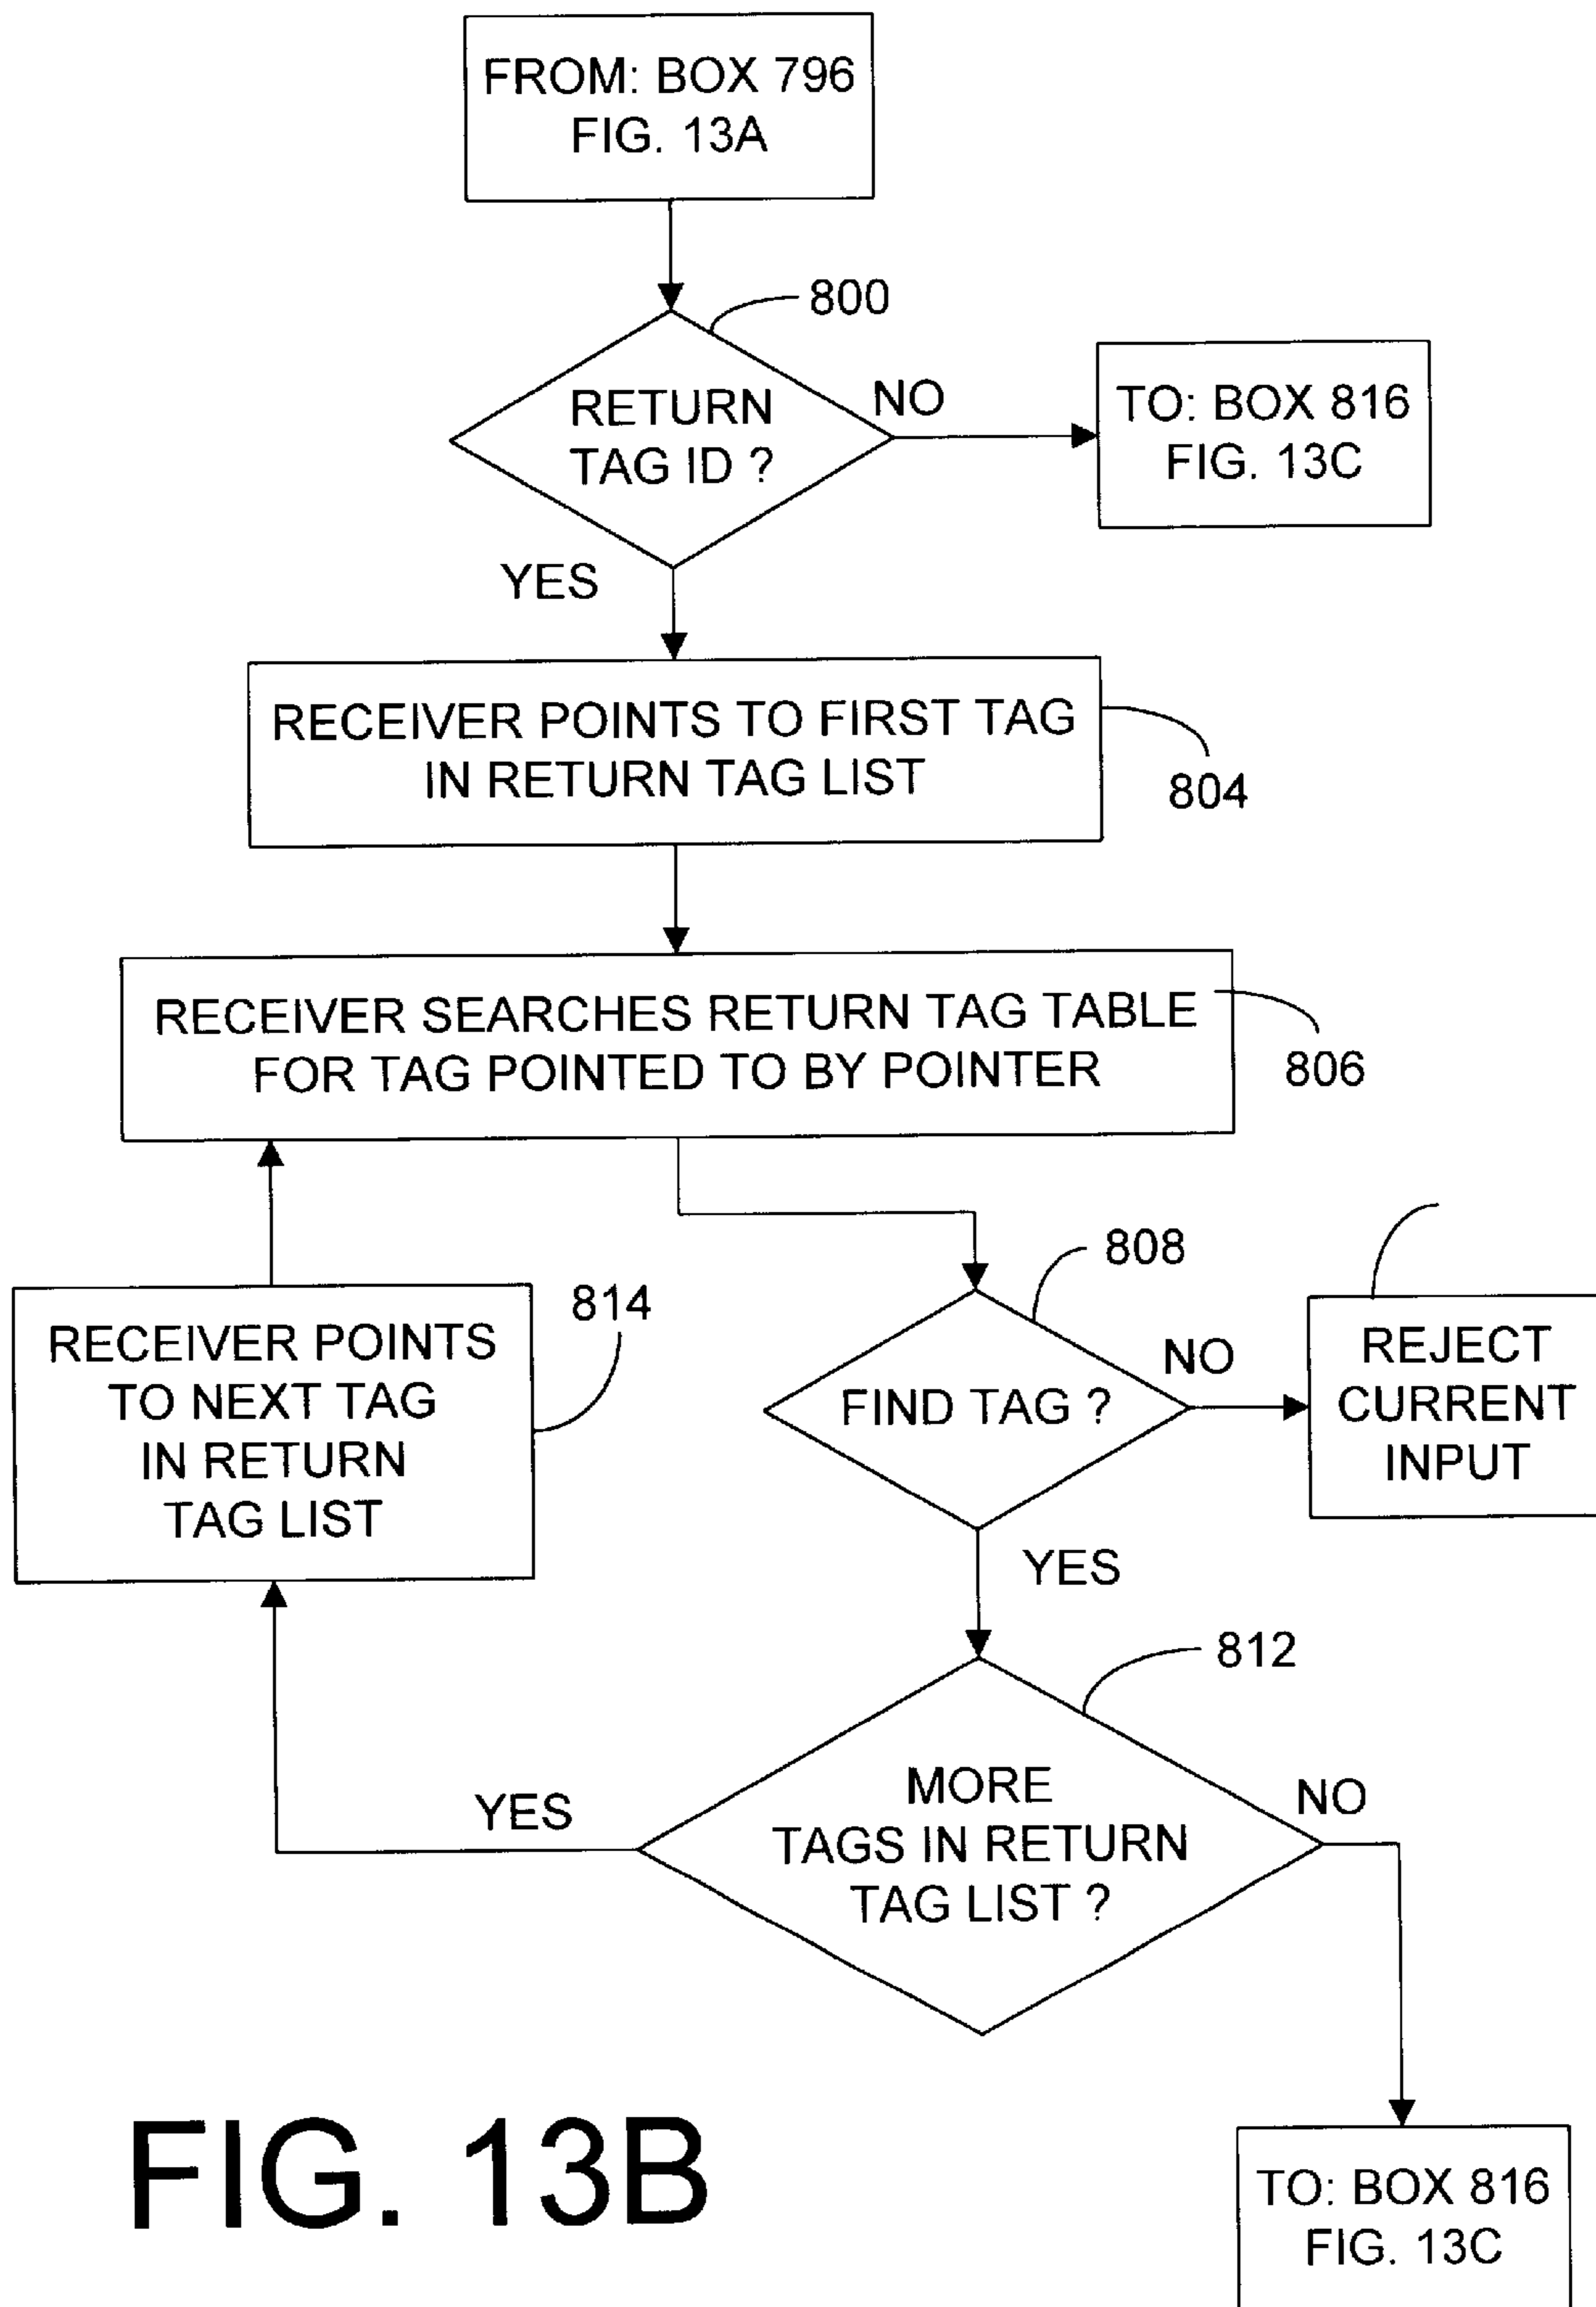 FROM: BOX 796
FIG. 13A
800
RETURN
TAG ID ?
NO
TO: BOX 816
FIG. 13C
YES
RECEIVER POINTS TO FIRST TAG
IN RETURN TAG LIST
804
RECEIVER SEARCHES RETURN TAG TABLE
FOR TAG POINTED TO BY POINTER
806
808
FIND TAG ?
NO
REJECT
CURRENT
INPUT
814
RECEIVER POINTS
TO NEXT TAG
IN RETURN
TAG LIST
YES
812
MORE
TAGS IN RETURN
TAG LIST ?
YES
NO
TO: BOX 816
FIG. 13C
FIG. 13B